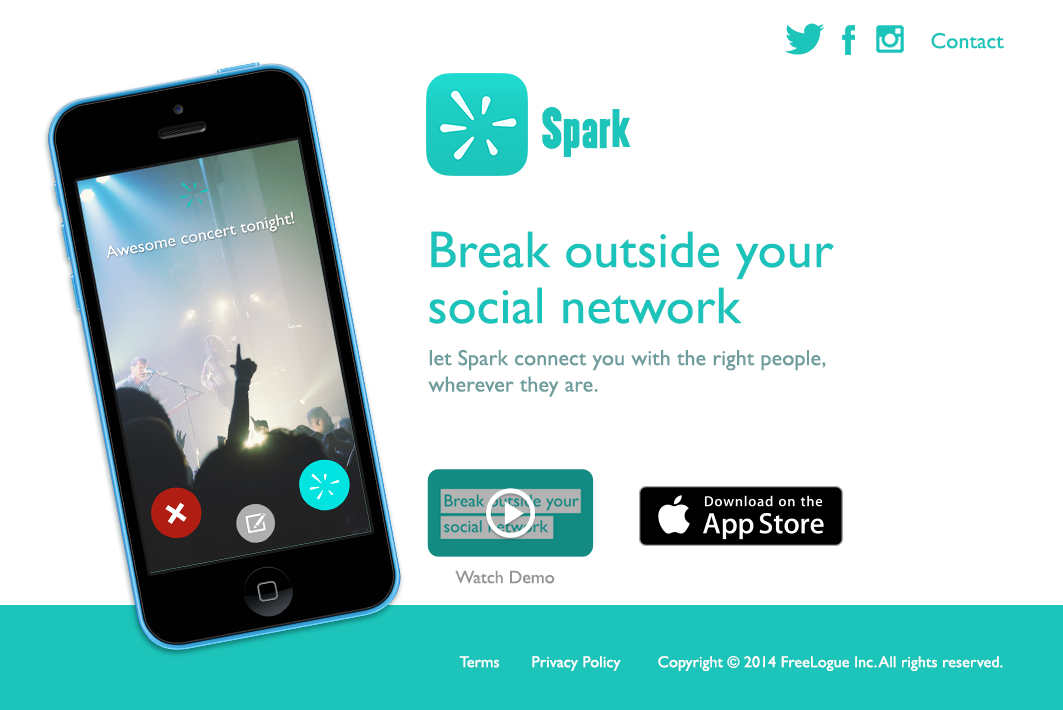 Contact
Spark
Awesome concert tonight!
Break outside your
social network
let Spark connect you with the right people,
wherever they are.
Break outside your
social network
Watch Demo
Download on the
App Store
Terms
Privacy Policy
Copyright © 2014 FreeLogue Inc. All rights reserved.